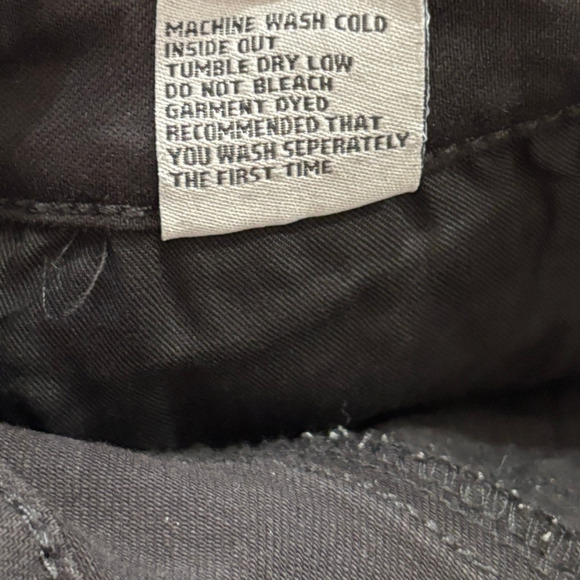 MACHINE WASH COLD
INSIDE OUT
TUMBLE DRY LOW
DO NOT BLEACH
GARMENT DYED
RECOMMENDED THAT
YOU WASH SEPERATELY
THE FIRST TIME